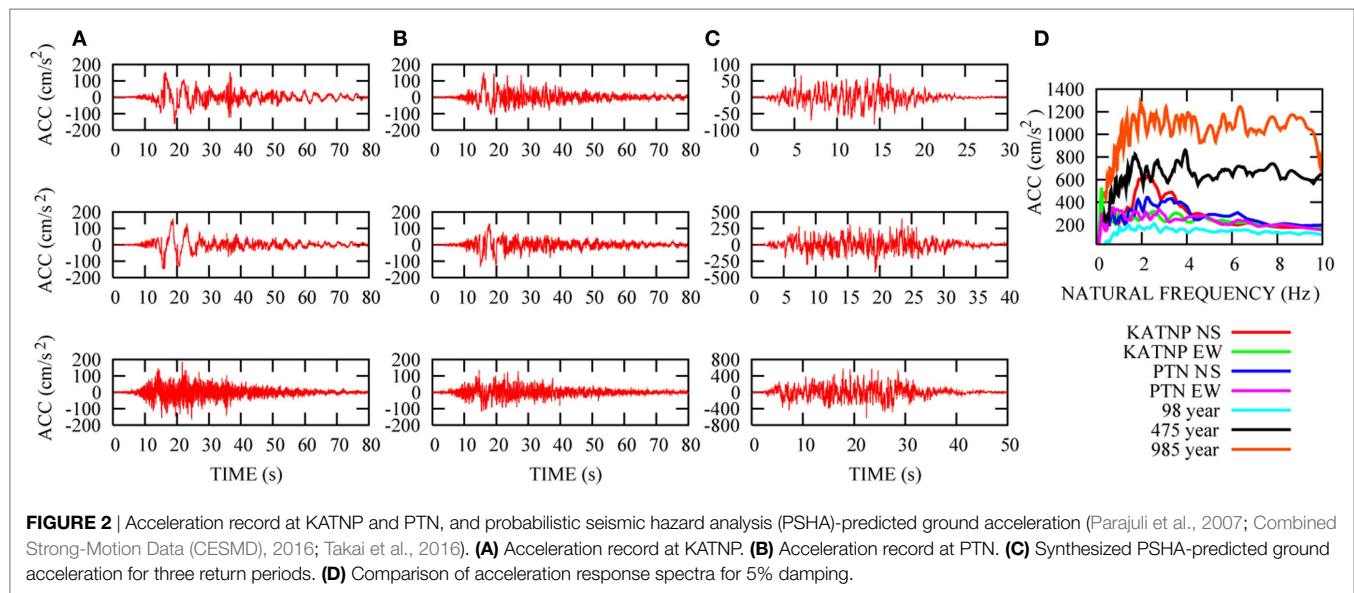 A
B
C
D
ACC (cm/s²)
200
100
0
-100
-200
0 10 20 30 40 50 60 70 80
200
100
0
-100
-200
0 10 20 30 40 50 60 70 80
100
50
0
-50
-100
0 5 10 15 20 25 30
ACC (cm/s²)
200
100
0
-100
-200
0 10 20 30 40 50 60 70 80
200
100
0
-100
-200
0 10 20 30 40 50 60 70 80
500
250
0
-250
-500
0 5 10 15 20 25 30 35 40
ACC (cm/s²)
200
100
0
-100
-200
0 10 20 30 40 50 60 70 80
TIME (s)
200
100
0
-100
-200
0 10 20 30 40 50 60 70 80
TIME (s)
800
400
0
-400
-800
0 10 20 30 40 50
TIME (s)
ACC (cm/s²)
1400
1200
1000
800
600
400
200
0 2 4 6 8 10
NATURAL FREQUENCY (Hz)
KATNP NS
KATNP EW
PTN NS
PTN EW
98 year
475 year
985 year
FIGURE 2 | Acceleration record at KATNP and PTN, and probabilistic seismic hazard analysis (PSHA)-predicted ground acceleration (Parajuli et al., 2007; Combined
Strong-Motion Data (CESMD), 2016; Takai et al., 2016). (A) Acceleration record at KATNP. (B) Acceleration record at PTN. (C) Synthesized PSHA-predicted ground
acceleration for three return periods. (D) Comparison of acceleration response spectra for 5% damping.